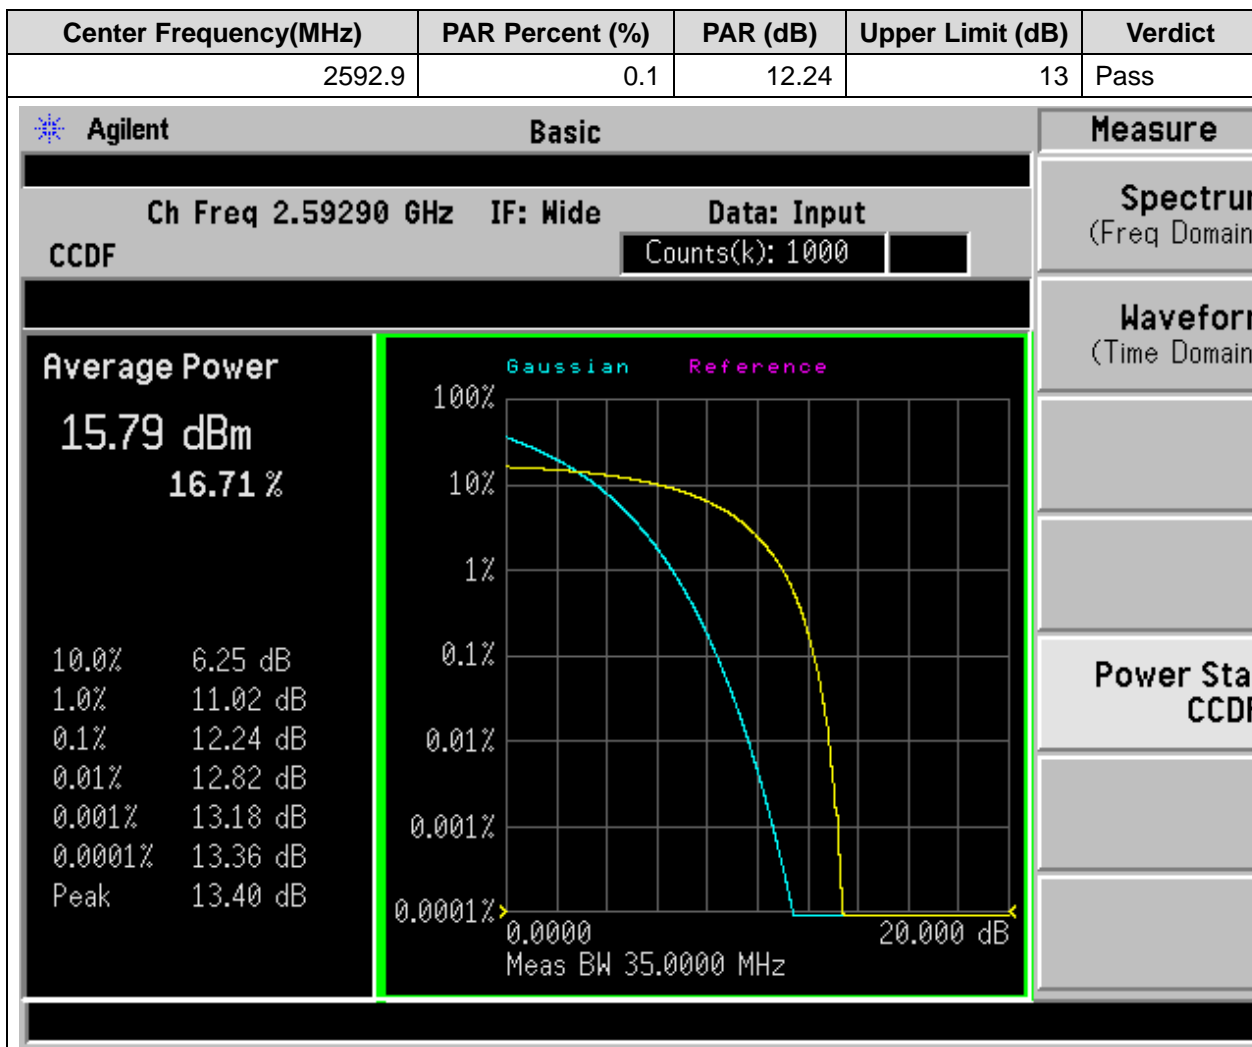 Center Frequency(MHz) PAR Percent (%) PAR (dB) Upper Limit (dB) Verdict
2592.9 0.1 12.24 13 Pass
Agilent Basic Measure
Ch Freq 2.59290 GHz IF: Wide Data: Input
CCDF Counts(k): 1000
(Freq Domain
(Time Domain
Power
Average Power
15.79 dBm
16.71 %
10.0% 6.25 dB
1.0% 11.02 dB
0.1% 12.24 dB
0.01% 12.82 dB
0.001% 13.18 dB
0.0001% 13.36 dB
Peak 13.40 dB
Gaussian Reference
100%
10%
1%
0.1%
0.01%
0.001%
0.0001%
0.0000 20.000 dB
Meas BW 35.0000 MHz